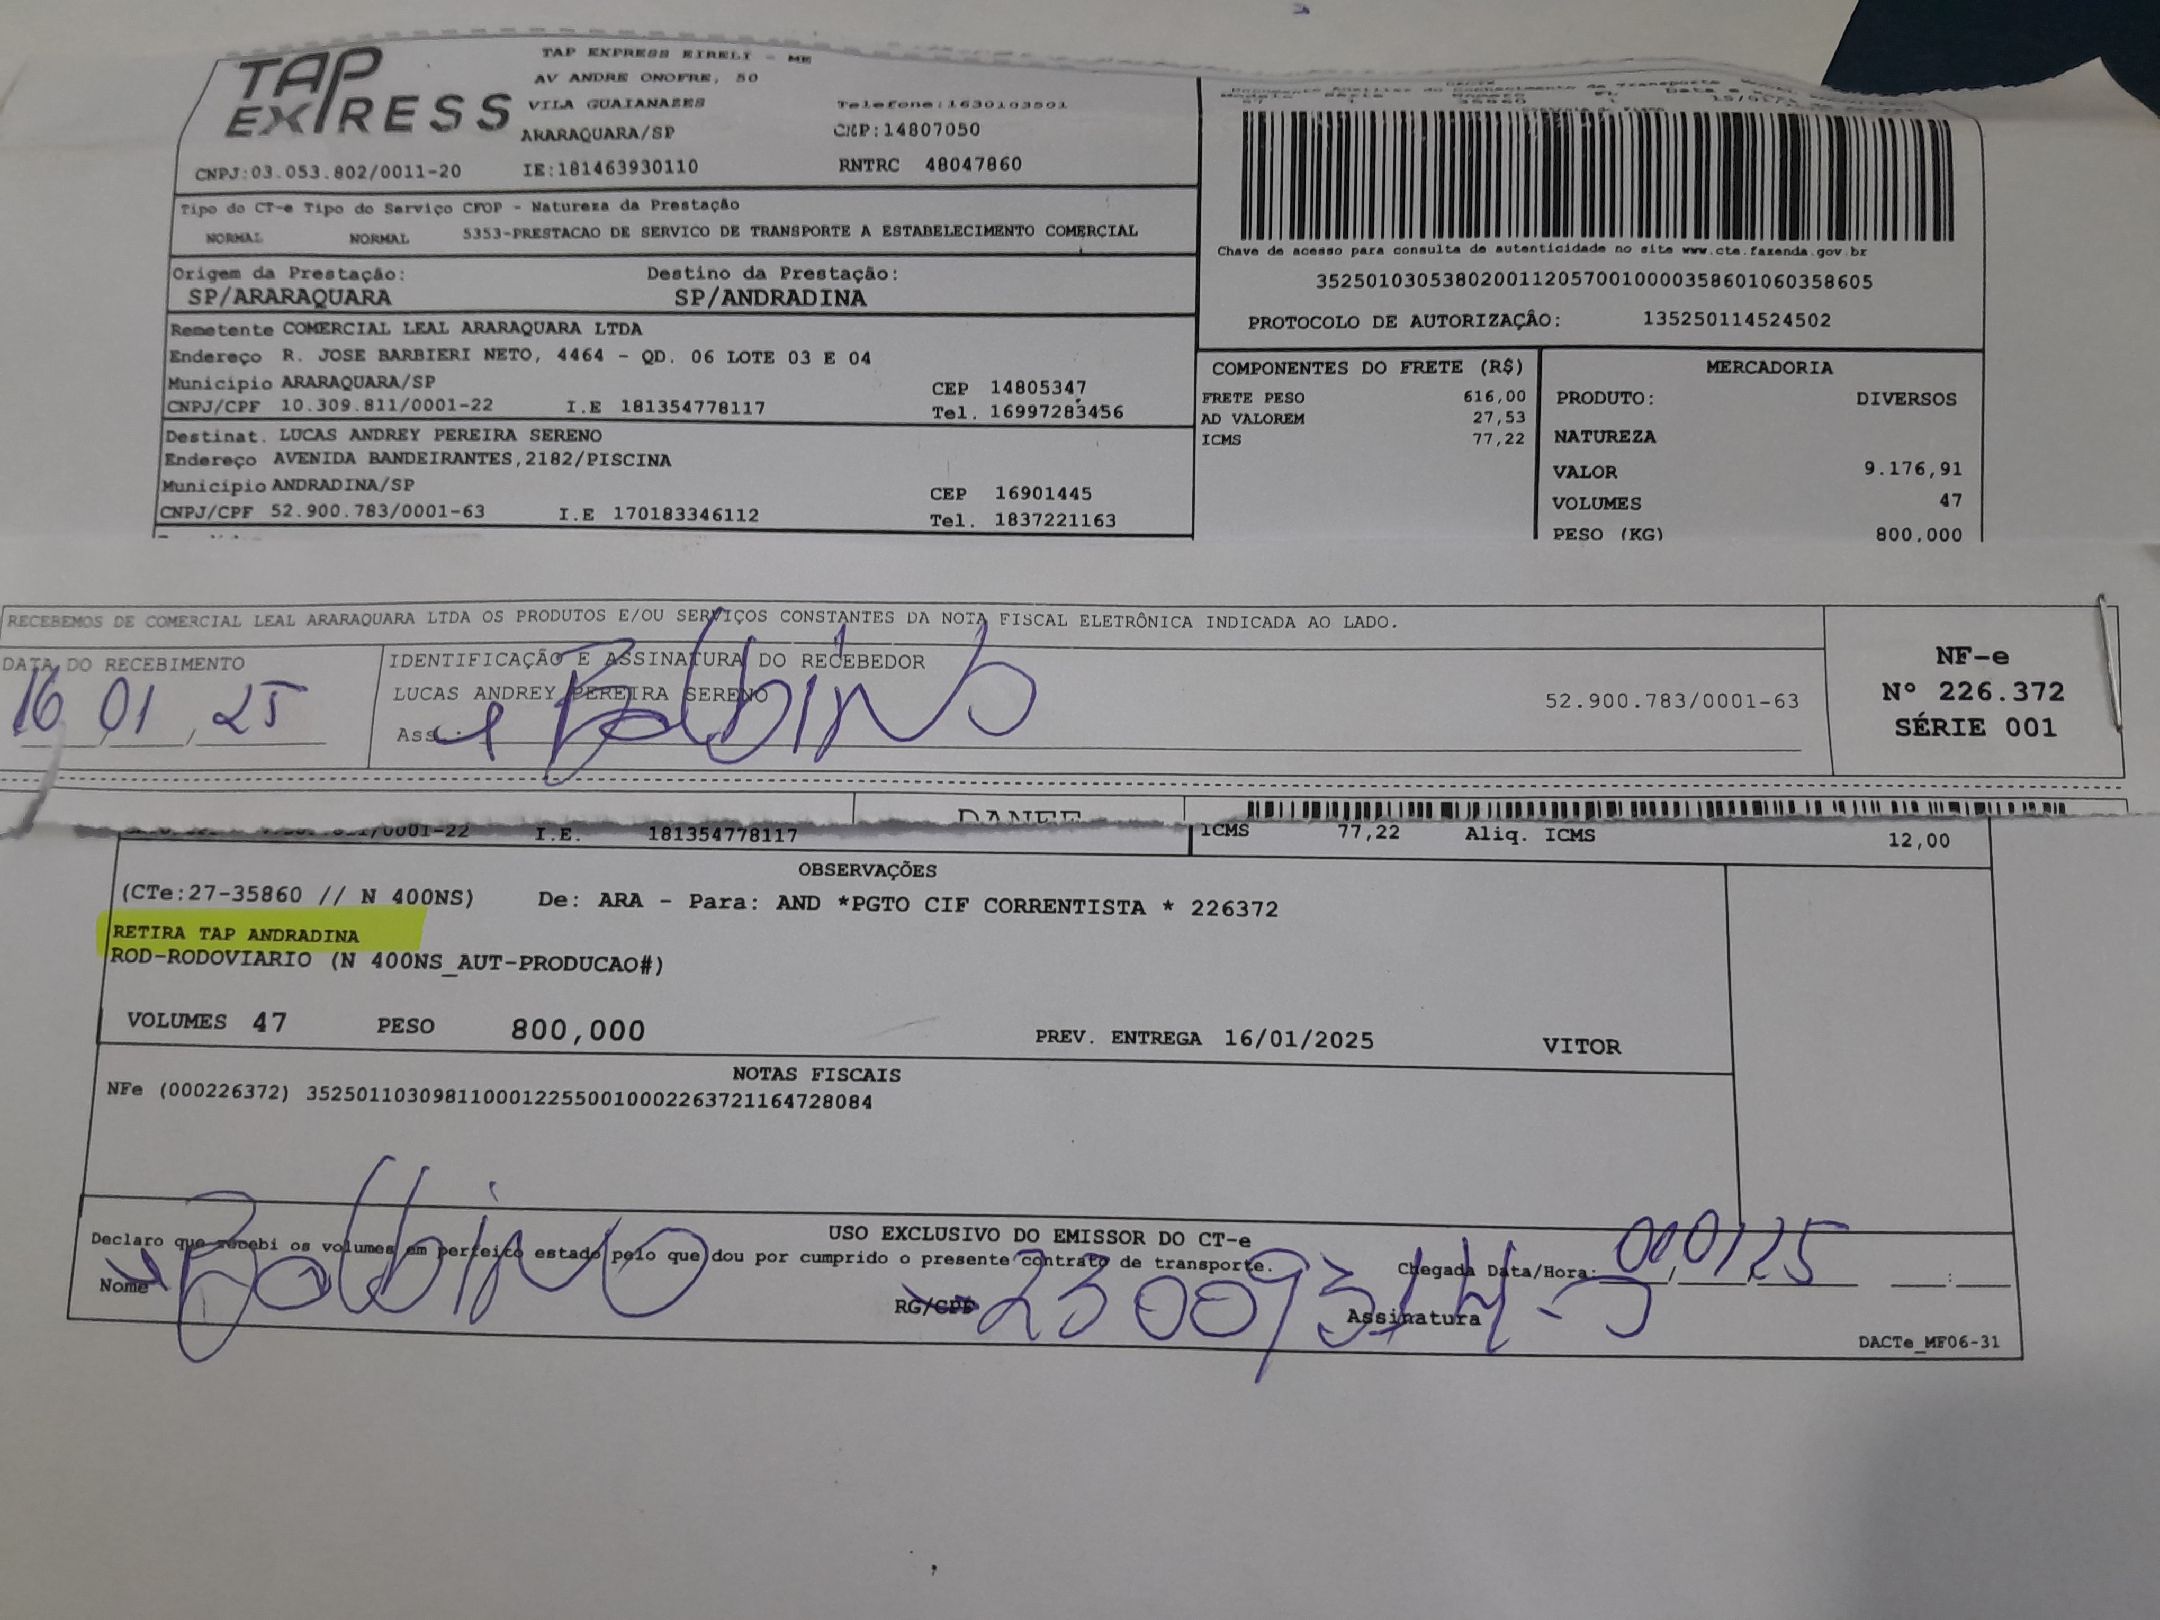 TAP EXPRESS
TAP EXPRESS EIRELI - ME
AV ANDRE ONOFRE, 50
VILA GUAIANAZES Telefone:1630103501
ARARAQUARA/SP CEP:14807050
CNPJ:03.053.802/0011-20 IE:181463930110 RNTRC 48047860
Tipo do CT-e Tipo do Serviço CFOP - Natureza da Prestação
NORMAL NORMAL 5353-PRESTACAO DE SERVICO DE TRANSPORTE A ESTABELECIMENTO COMERCIAL
Origem da Prestação: Destino da Prestação:
SP/ARARAQUARA SP/ANDRADINA
Remetente COMERCIAL LEAL ARARAQUARA LTDA
Endereço R. JOSE BARBIERI NETO, 4464 - QD. 06 LOTE 03 E 04
Município ARARAQUARA/SP CEP 14805347
CNPJ/CPF 10.309.811/0001-22 I.E 181354778117 Tel. 16997283456
Destinat. LUCAS ANDREY PEREIRA SERENO
Endereço AVENIDA BANDEIRANTES,2182/PISCINA
Município ANDRADINA/SP CEP 16901445
CNPJ/CPF 52.900.783/0001-63 I.E 170183346112 Tel. 1837221163
Chave de acesso para consulta de autenticidade no site www.cte.fazenda.gov.br
35250103053802001120570010000358601060358605
PROTOCOLO DE AUTORIZAÇÃO: 135250114524502
COMPONENTES DO FRETE (R$)
FRETE PESO 616,00
AD VALOREM 27,53
ICMS 77,22
MERCADORIA
PRODUTO: DIVERSOS
NATUREZA
VALOR 9.176,91
VOLUMES 47
PESO (KG) 800,000
RECEBEMOS DE COMERCIAL LEAL ARARAQUARA LTDA OS PRODUTOS E/OU SERVIÇOS CONSTANTES DA NOTA FISCAL ELETRÔNICA INDICADA AO LADO.
DATA DO RECEBIMENTO
16 01 25
IDENTIFICAÇÃO E ASSINATURA DO RECEBEDOR
LUCAS ANDREY PEREIRA SERENO 52.900.783/0001-63
Ass.: Balbino
NF-e
Nº 226.372
SÉRIE 001
DANFE
/0001-22 I.E. 181354778117 ICMS 77,22 Aliq. ICMS 12,00
OBSERVAÇÕES
(CTe:27-35860 // N 400NS) De: ARA - Para: AND *PGTO CIF CORRENTISTA * 226372
RETIRA TAP ANDRADINA
ROD-RODOVIARIO (N 400NS_AUT-PRODUCAO#)
VOLUMES 47 PESO 800,000 PREV. ENTREGA 16/01/2025 VITOR
NOTAS FISCAIS
NFe (000226372) 35250110309811000122550010002263721164728084
USO EXCLUSIVO DO EMISSOR DO CT-e
Declaro que recebi os volumes em perfeito estado pelo que dou por cumprido o presente contrato de transporte.
Nome Balbino RG/CPF Assinatura Chegada Data/Hora:
DACTe_MF06-31